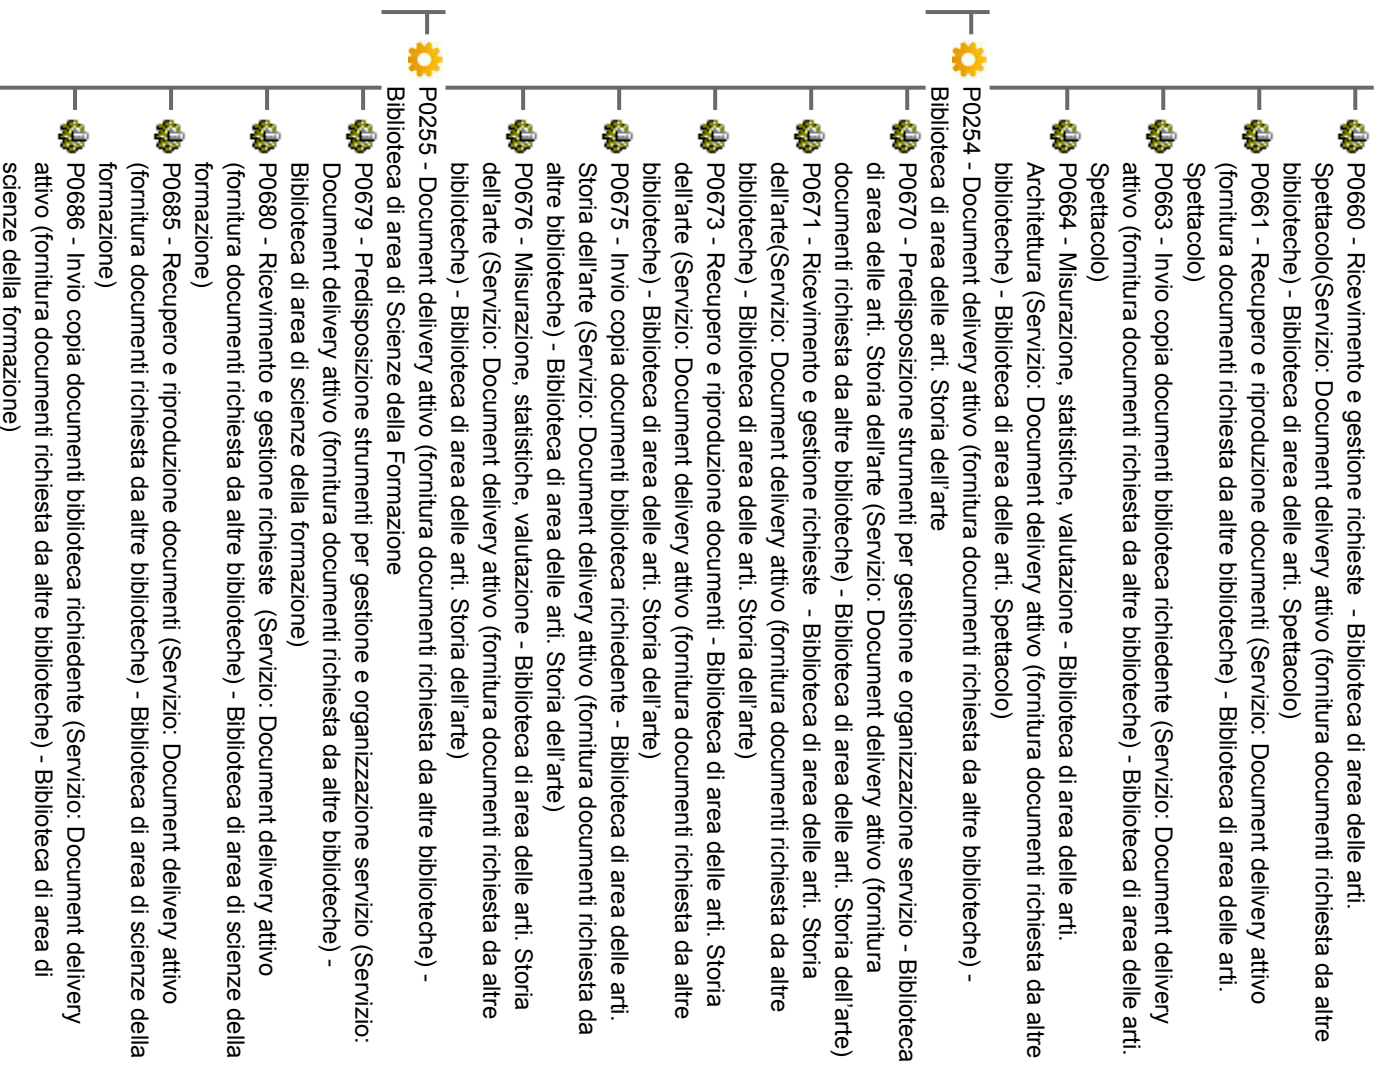 P0660 - Ricevimento e gestione richieste  - Biblioteca di area delle arti.
Spettacolo(Servizio: Document delivery attivo (fornitura documenti richiesta da altre
biblioteche) - Biblioteca di area delle arti. Spettacolo)
P0661 - Recupero e riproduzione documenti (Servizio: Document delivery attivo
(fornitura documenti richiesta da altre biblioteche) - Biblioteca di area delle arti.
Spettacolo)
P0663 - Invio copia documenti biblioteca richiedente (Servizio: Document delivery
attivo (fornitura documenti richiesta da altre biblioteche) - Biblioteca di area delle arti.
Spettacolo)
P0664 - Misurazione, statistiche, valutazione - Biblioteca di area delle arti.
Architettura (Servizio: Document delivery attivo (fornitura documenti richiesta da altre
biblioteche) - Biblioteca di area delle arti. Spettacolo)
P0254 - Document delivery attivo (fornitura documenti richiesta da altre biblioteche) -
Biblioteca di area delle arti. Storia dell'arte
P0670 - Predisposizione strumenti per gestione e organizzazione servizio - Biblioteca
di area delle arti. Storia dell'arte (Servizio: Document delivery attivo (fornitura
documenti richiesta da altre biblioteche) - Biblioteca di area delle arti. Storia dell'arte)
P0671 - Ricevimento e gestione richieste  - Biblioteca di area delle arti. Storia
dell'arte(Servizio: Document delivery attivo (fornitura documenti richiesta da altre
biblioteche) - Biblioteca di area delle arti. Storia dell'arte)
P0673 - Recupero e riproduzione documenti - Biblioteca di area delle arti. Storia
dell'arte (Servizio: Document delivery attivo (fornitura documenti richiesta da altre
biblioteche) - Biblioteca di area delle arti. Storia dell'arte)
P0675 - Invio copia documenti biblioteca richiedente - Biblioteca di area delle arti.
Storia dell'arte (Servizio: Document delivery attivo (fornitura documenti richiesta da
altre biblioteche) - Biblioteca di area delle arti. Storia dell'arte)
P0676 - Misurazione, statistiche, valutazione - Biblioteca di area delle arti. Storia
dell'arte (Servizio: Document delivery attivo (fornitura documenti richiesta da altre
biblioteche) - Biblioteca di area delle arti. Storia dell'arte)
P0255 - Document delivery attivo (fornitura documenti richiesta da altre biblioteche) -
Biblioteca di area di Scienze della Formazione
P0679 - Predisposizione strumenti per gestione e organizzazione servizio (Servizio:
Document delivery attivo (fornitura documenti richiesta da altre biblioteche) -
Biblioteca di area di scienze della formazione)
P0680 - Ricevimento e gestione richieste  (Servizio: Document delivery attivo
(fornitura documenti richiesta da altre biblioteche) - Biblioteca di area di scienze della
formazione)
P0685 - Recupero e riproduzione documenti (Servizio: Document delivery attivo
(fornitura documenti richiesta da altre biblioteche) - Biblioteca di area di scienze della
formazione)
P0686 - Invio copia documenti biblioteca richiedente (Servizio: Document delivery
attivo (fornitura documenti richiesta da altre biblioteche) - Biblioteca di area di
scienze della formazione)